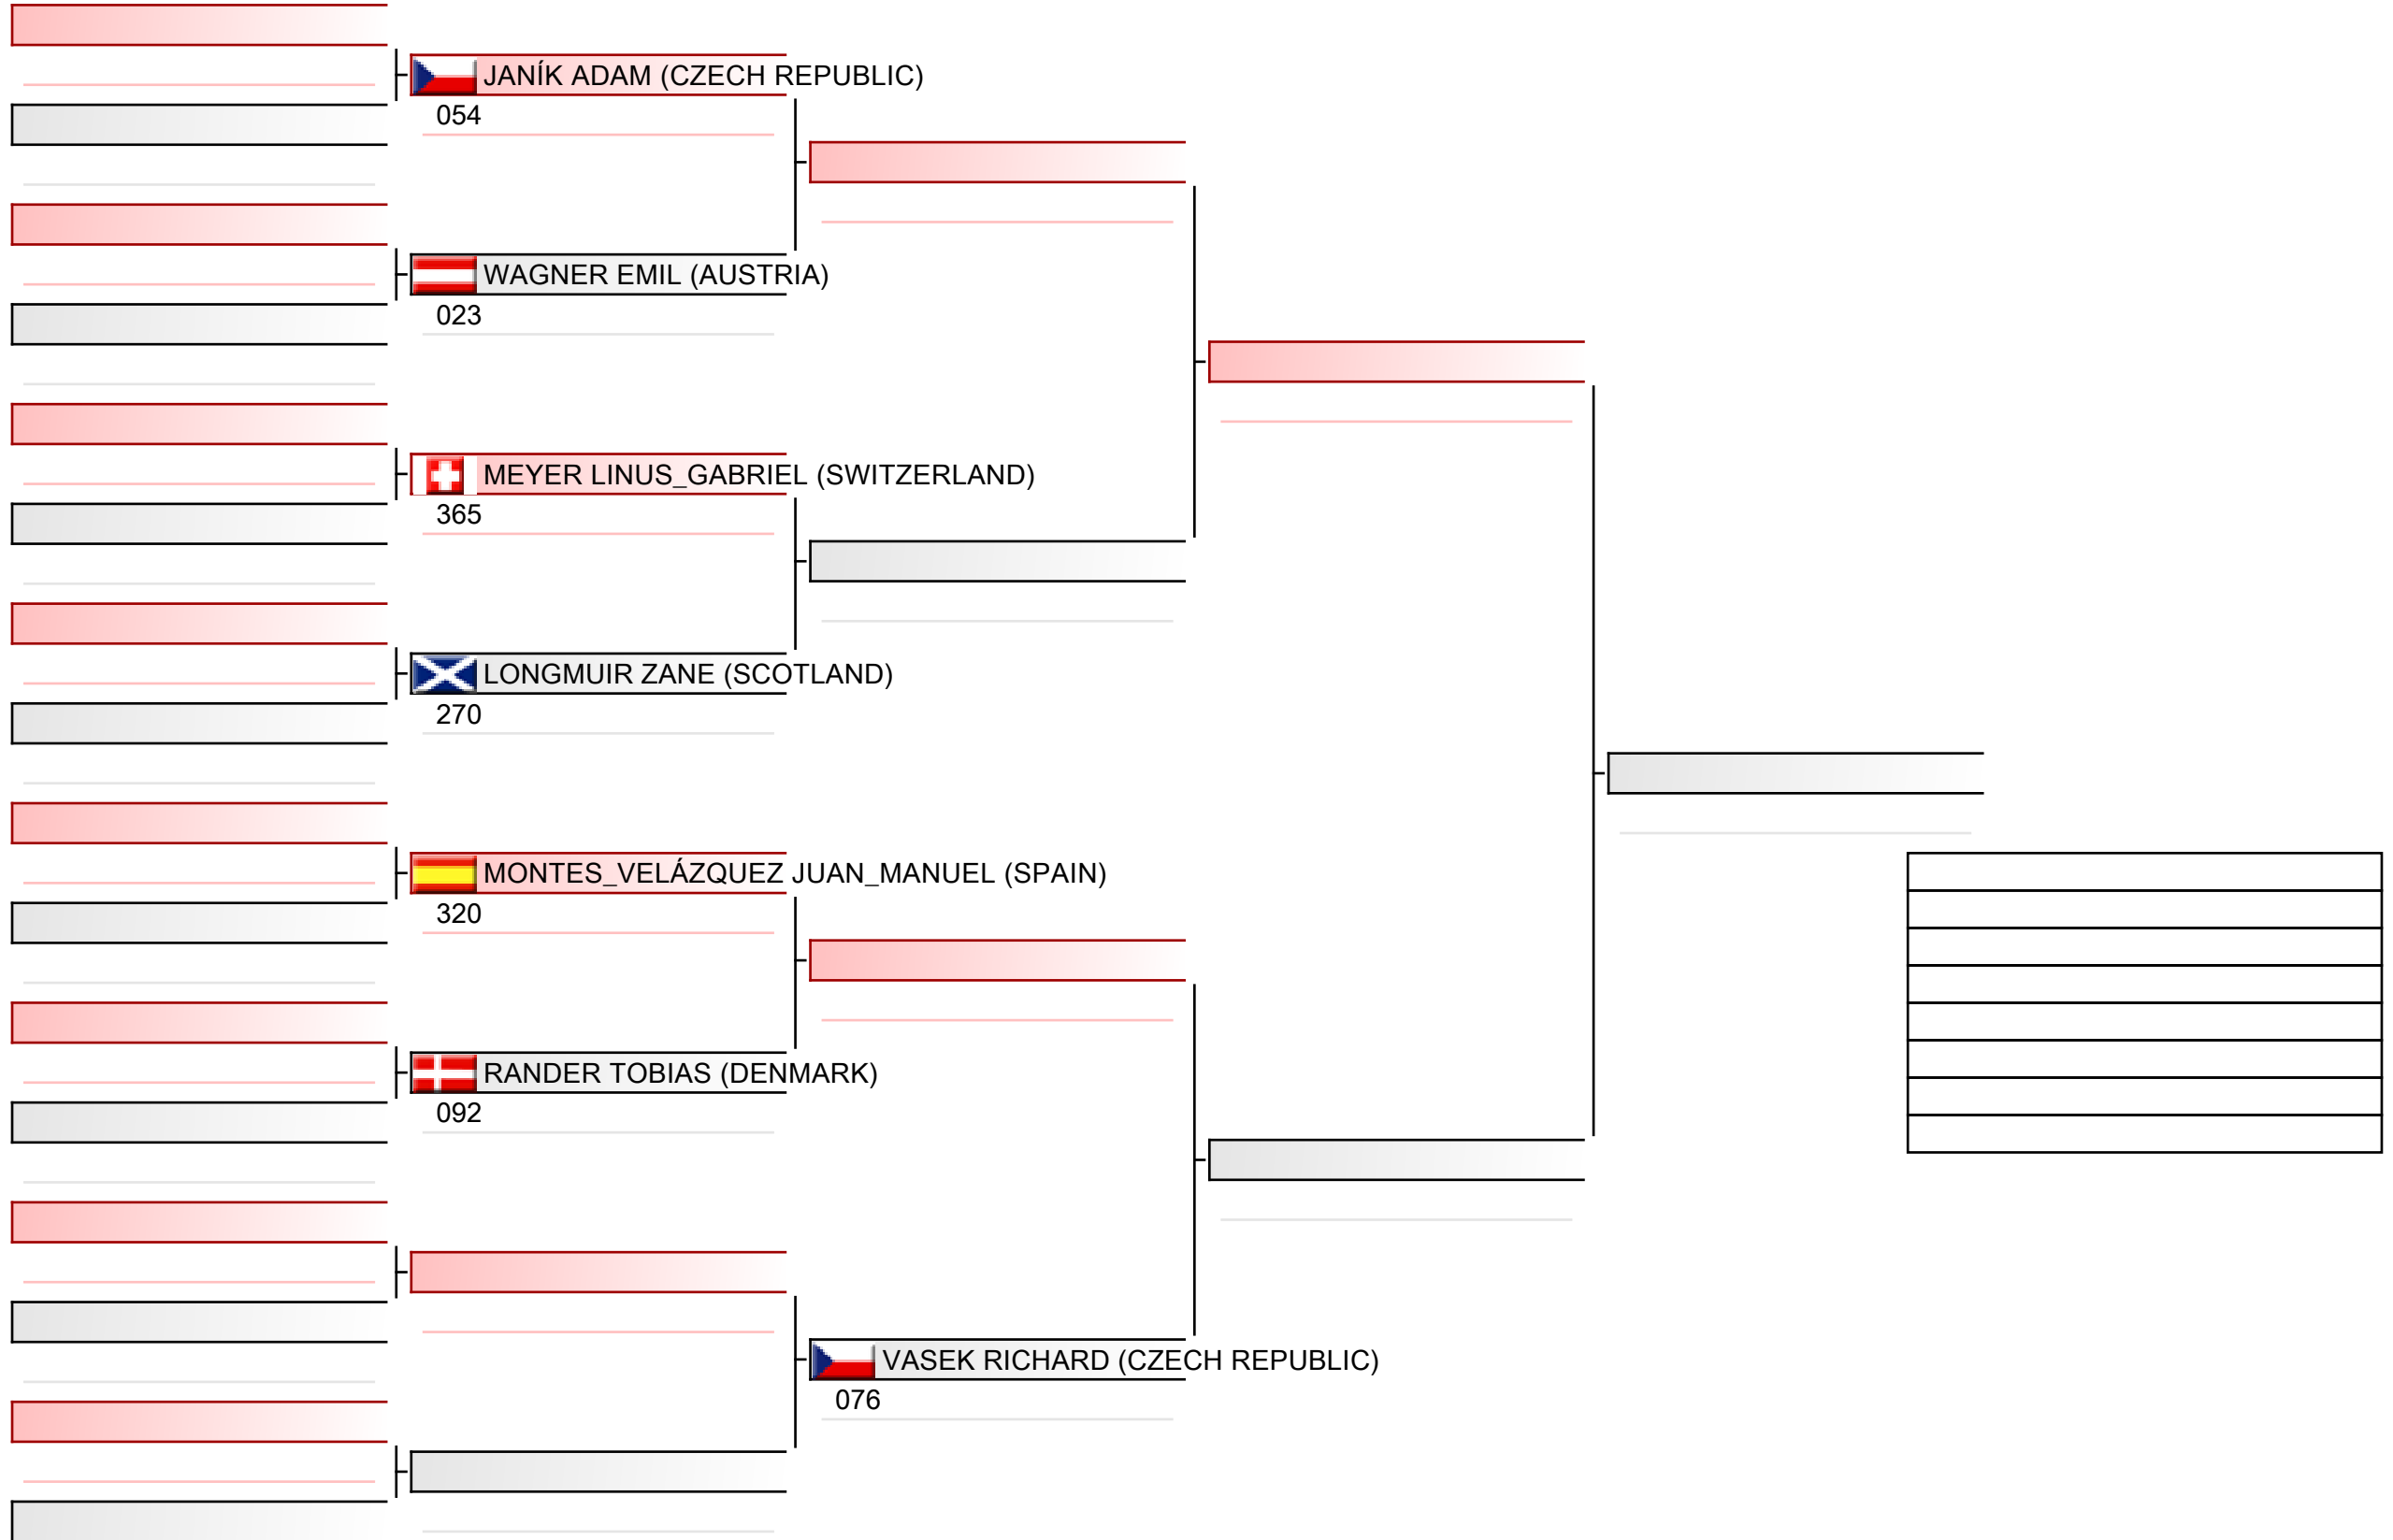 JANÍK ADAM (CZECH REPUBLIC)
054
WAGNER EMIL (AUSTRIA)
023
MEYER LINUS_GABRIEL (SWITZERLAND)
365
LONGMUIR ZANE (SCOTLAND)
270
MONTES_VELÁZQUEZ JUAN_MANUEL (SPAIN)
320
RANDER TOBIAS (DENMARK)
092
VASEK RICHARD (CZECH REPUBLIC)
076